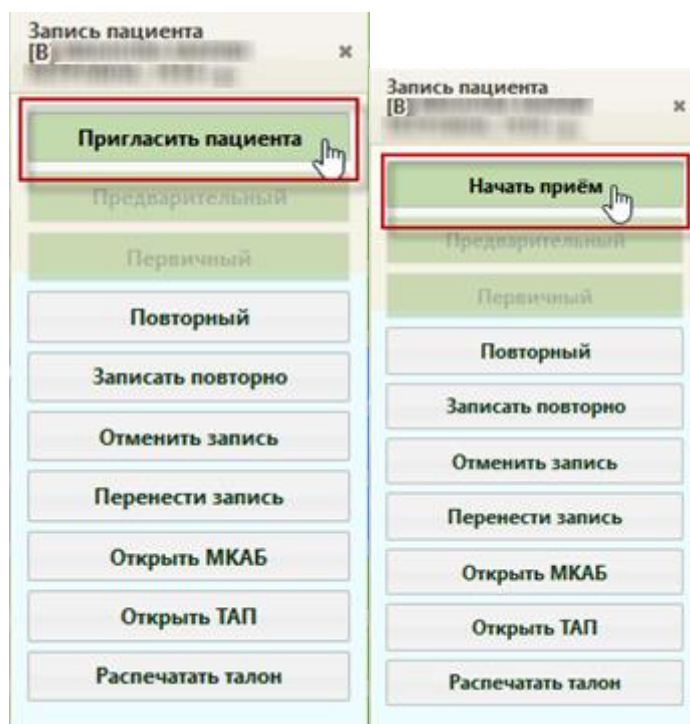 Запись пациента
[В]
Пригласить пациента
Предварительный
Первичный
Повторный
Записать повторно
Отменить запись
Перенести запись
Открыть МКАБ
Открыть ТАП
Распечатать талон
Запись пациента
[В]
Начать приём
Предварительный
Первичный
Повторный
Записать повторно
Отменить запись
Перенести запись
Открыть МКАБ
Открыть ТАП
Распечатать талон